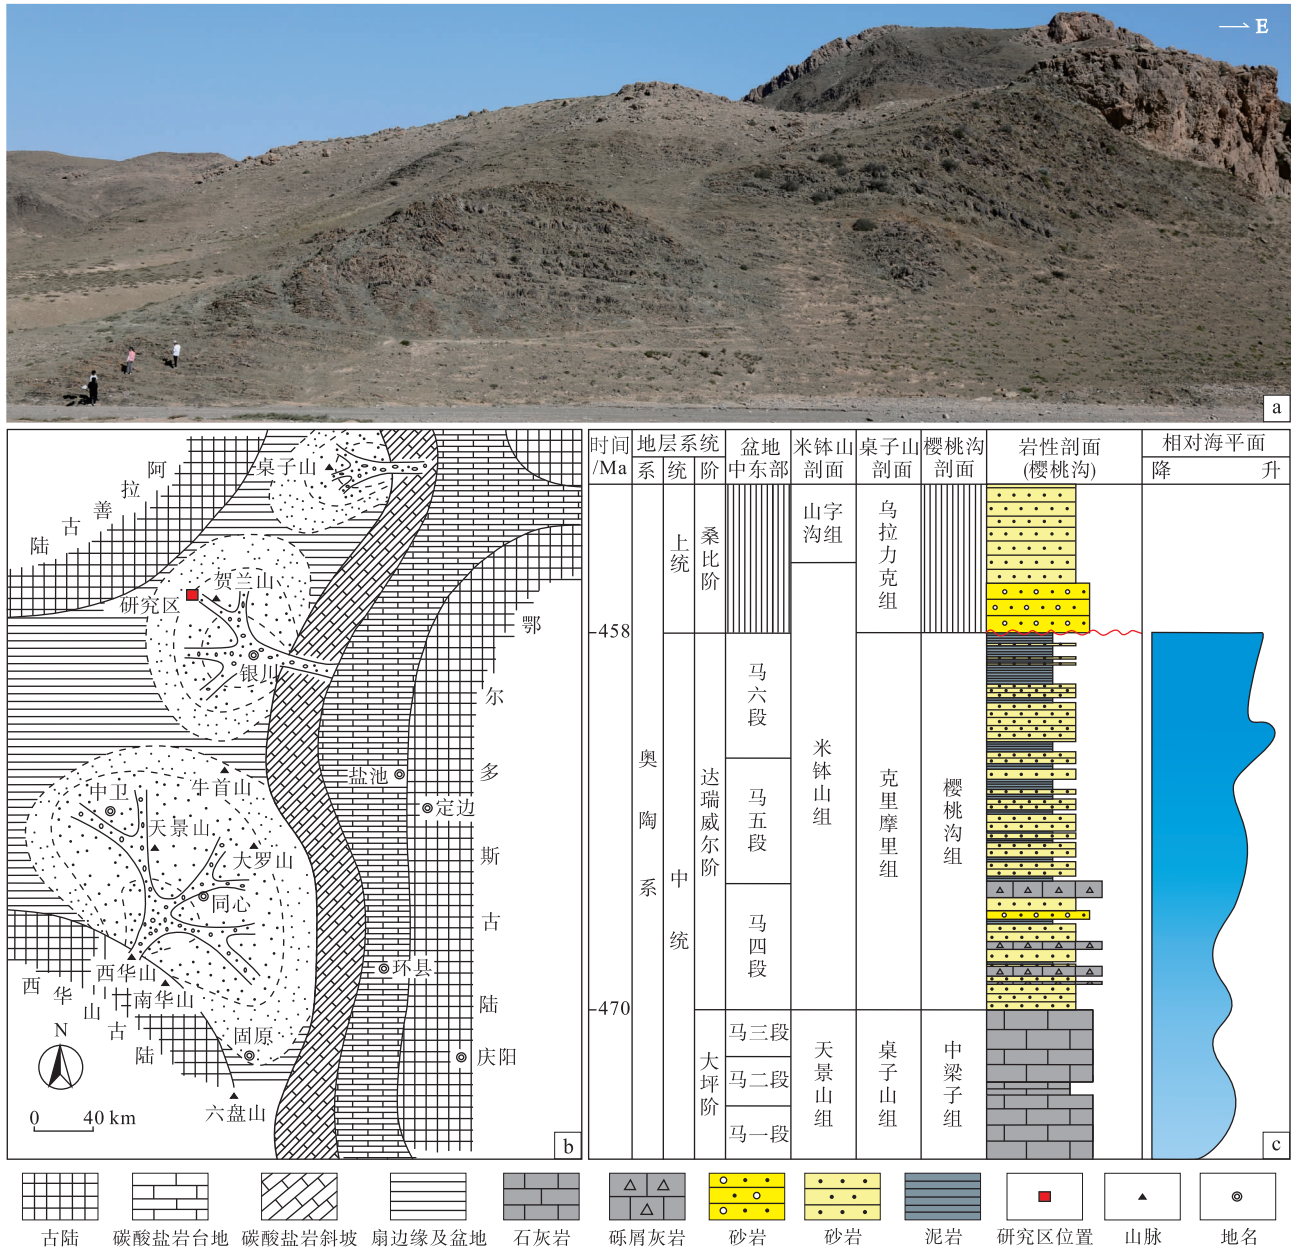 E
a
阿拉善古陆
桌子山
贺兰山
研究区
银川
鄂尔多斯古陆
盐池
定边
牛首山
中卫
天景山
大罗山
同心
环县
西华山
南华山
西华山古陆
固原
庆阳
六盘山
N
0 40 km
b
时间/Ma
地层系统
系
统
阶
盆地中东部
米钵山剖面
桌子山剖面
樱桃沟剖面
岩性剖面(樱桃沟)
相对海平面
降 升
458
470
奥陶系
上统
中统
桑比阶
达瑞威尔阶
大坪阶
马六段
马五段
马四段
马三段
马二段
马一段
山字沟组
米钵山组
天景山组
乌拉力克组
克里摩里组
桌子山组
樱桃沟组
中梁子组
c
古陆
碳酸盐岩台地
碳酸盐岩斜坡
扇边缘及盆地
石灰岩
砾屑灰岩
砂岩
砂岩
泥岩
研究区位置
山脉
地名